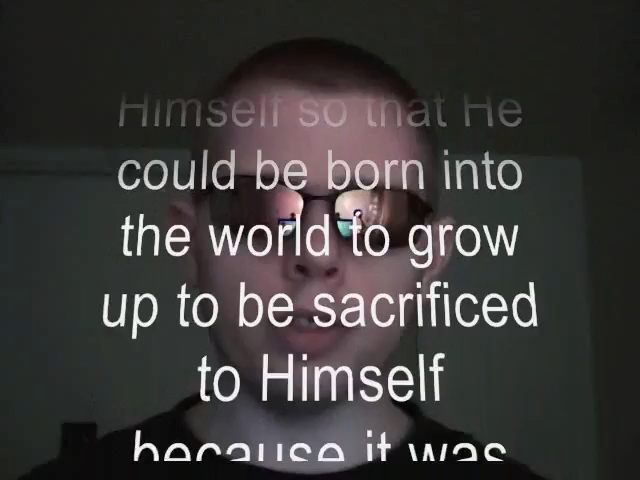 Himself so that He
could be born into
the world to grow
up to be sacrificed
to Himself
because it was